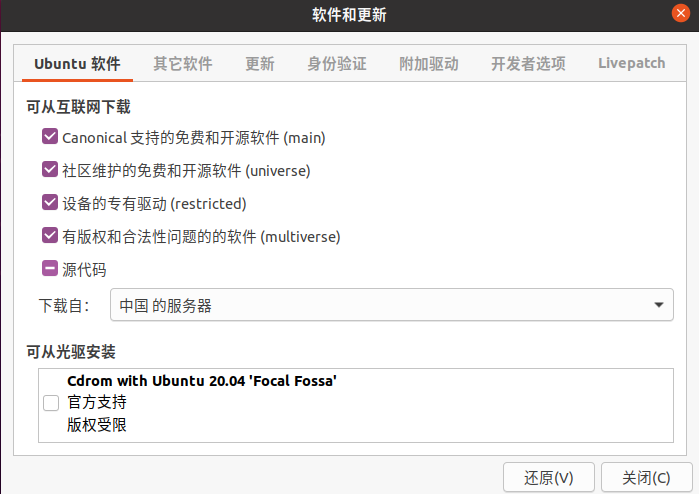 软件和更新
Ubuntu 软件 其它软件 更新 身份验证 附加驱动 开发者选项 Livepatch
可从互联网下载
Canonical 支持的免费和开源软件 (main)
社区维护的免费和开源软件 (universe)
设备的专有驱动 (restricted)
有版权和合法性问题的的软件 (multiverse)
源代码
下载自： 中国 的服务器
可从光驱安装
Cdrom with Ubuntu 20.04 'Focal Fossa'
官方支持
版权受限
还原(V) 关闭(C)